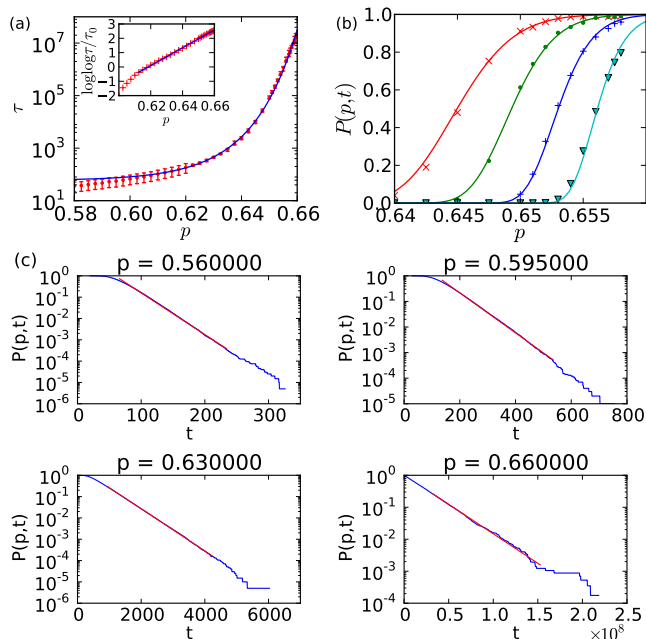 (a)
10^7
10^5
10^3
10^1
τ
0.58 0.60 0.62 0.64 0.66
p
loglogτ/τ_0
3
2
1
0
−1
−2
0.62 0.64 0.66
p
(b)
P(p,t)
1.0
0.8
0.6
0.4
0.2
0.0
0.64 0.645 0.65 0.655
p
(c)
p = 0.560000
P(p,t)
10^0
10^-1
10^-2
10^-3
10^-4
10^-5
10^-6
0 100 200 300
t
p = 0.595000
P(p,t)
10^0
10^-1
10^-2
10^-3
10^-4
10^-5
0 200 400 600 800
t
p = 0.630000
P(p,t)
10^0
10^-1
10^-2
10^-3
10^-4
10^-5
10^-6
0 2000 4000 6000
t
p = 0.660000
P(p,t)
10^0
10^-1
10^-2
10^-3
10^-4
0.0 0.5 1.0 1.5 2.0 2.5
t
×10^8